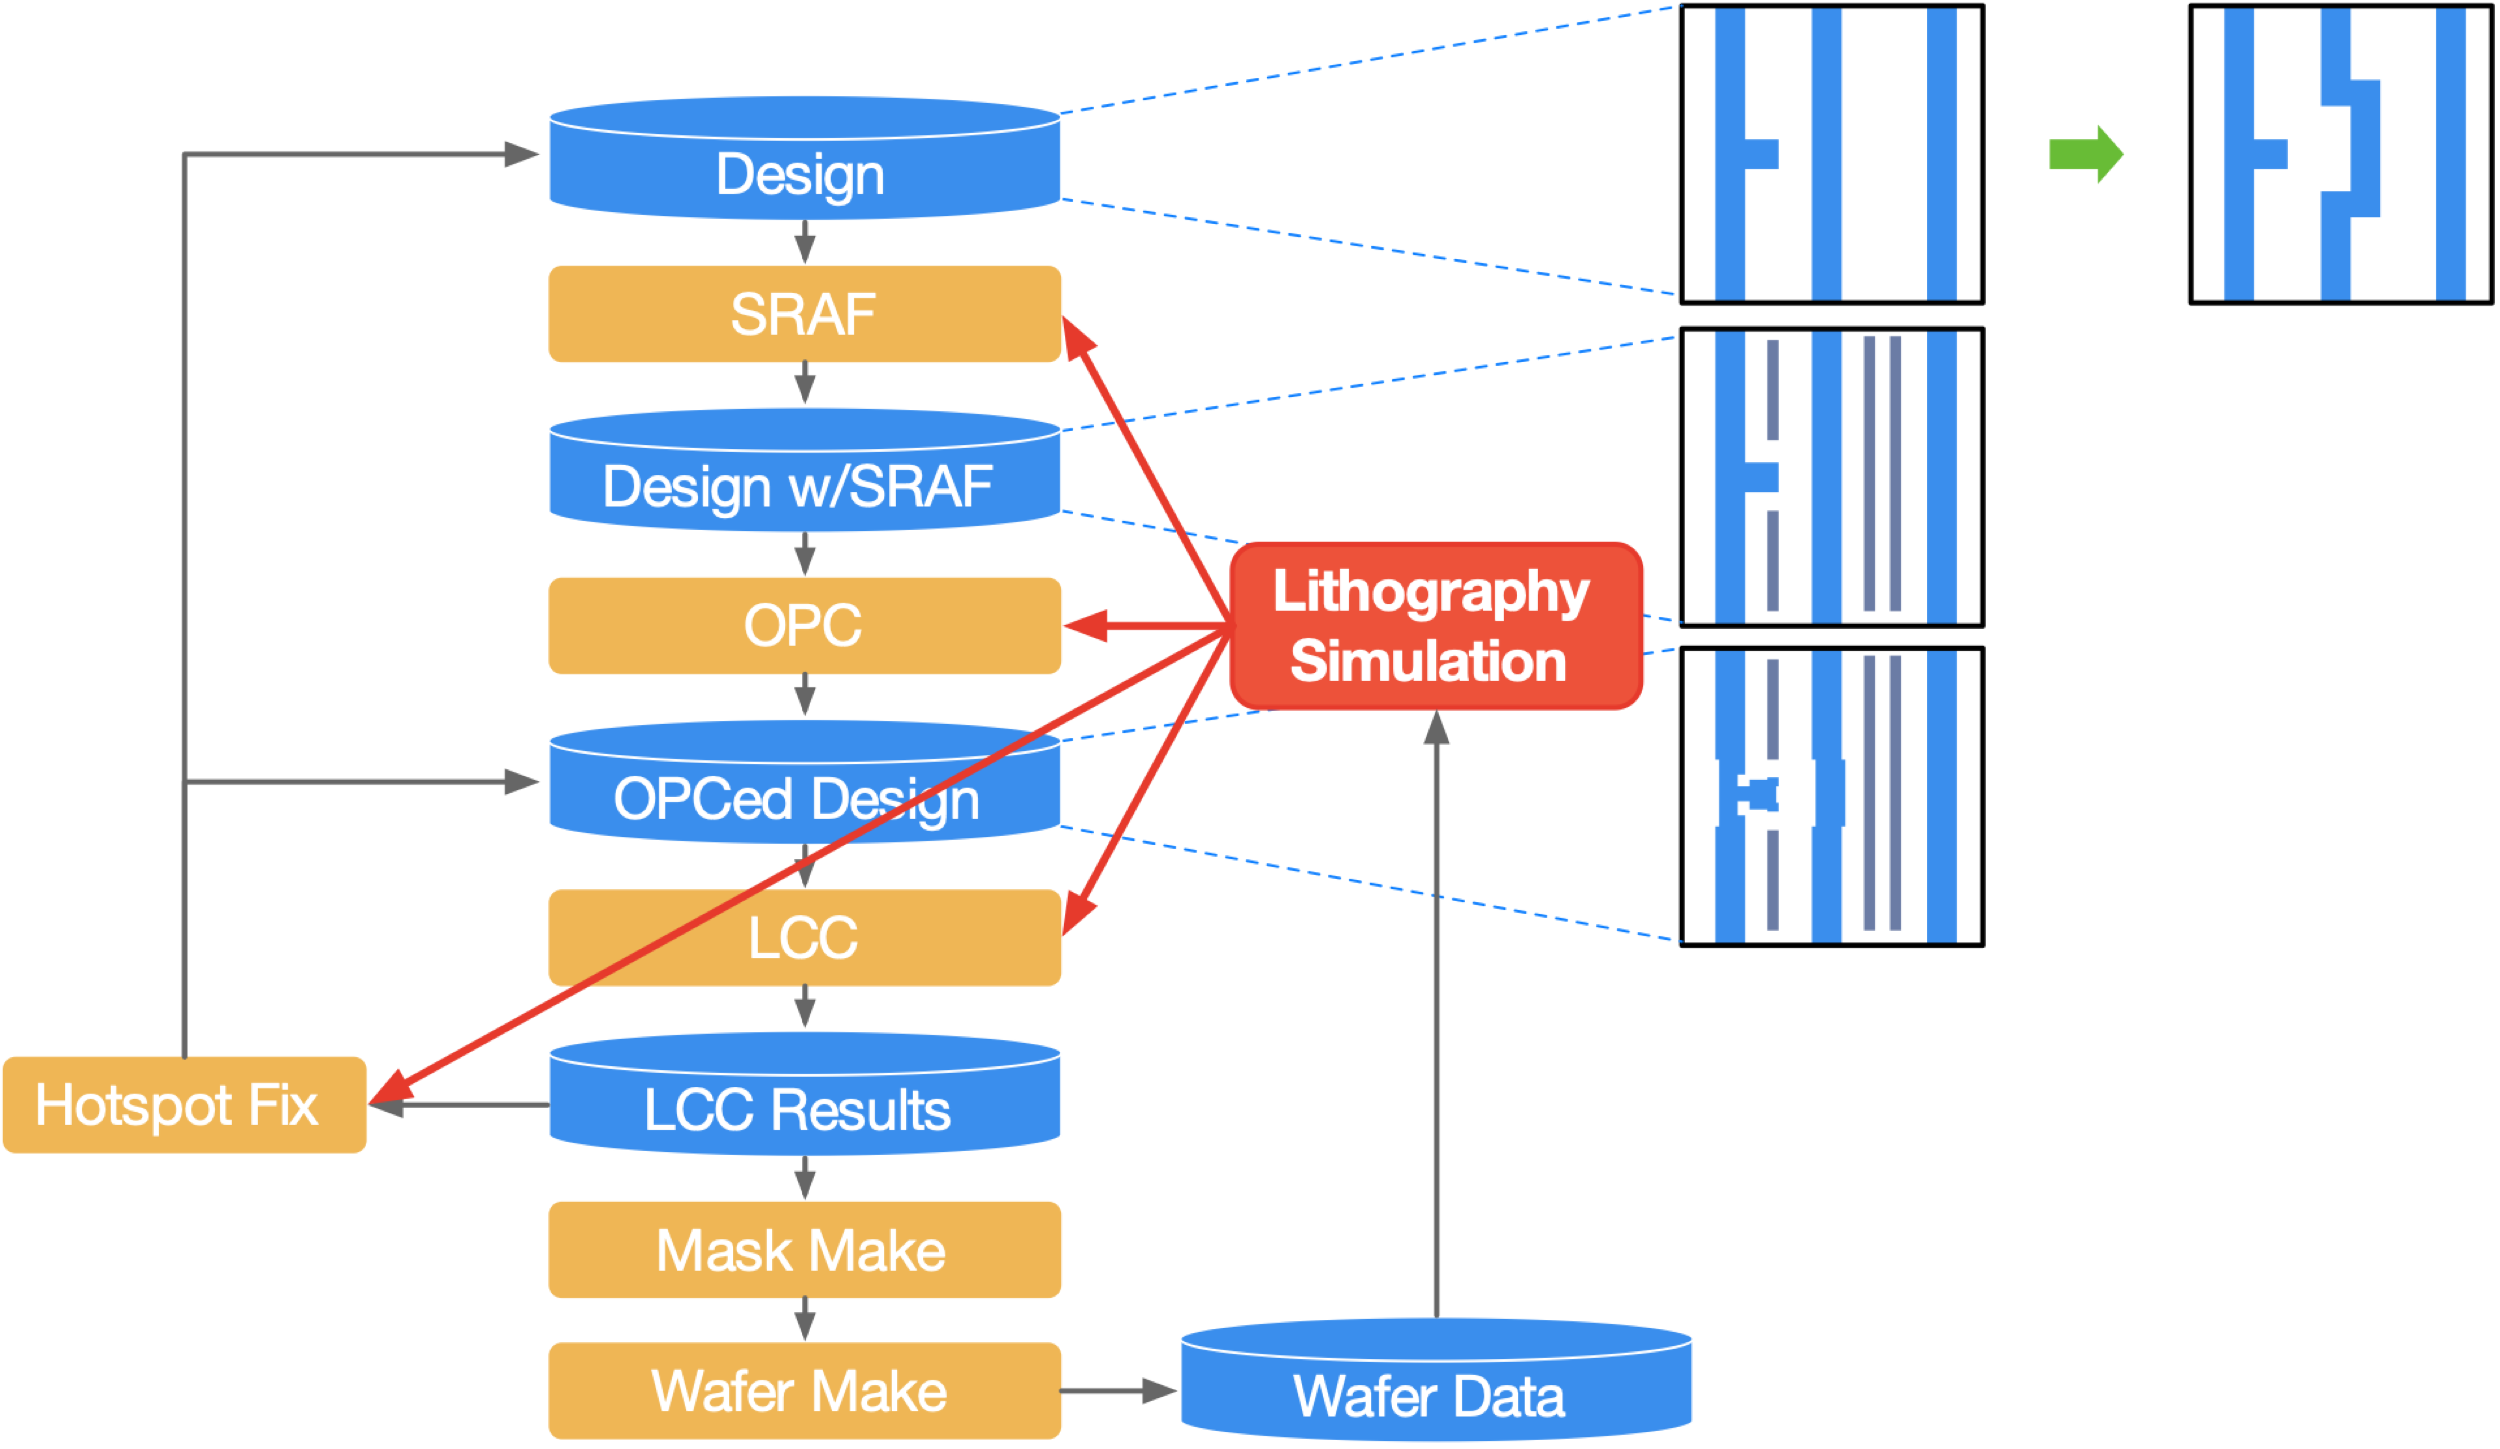 Design
SRAF
Design w/SRAF
OPC
Lithography
Simulation
OPCed Design
LCC
Hotspot Fix
LCC Results
Mask Make
Wafer Make
Wafer Data